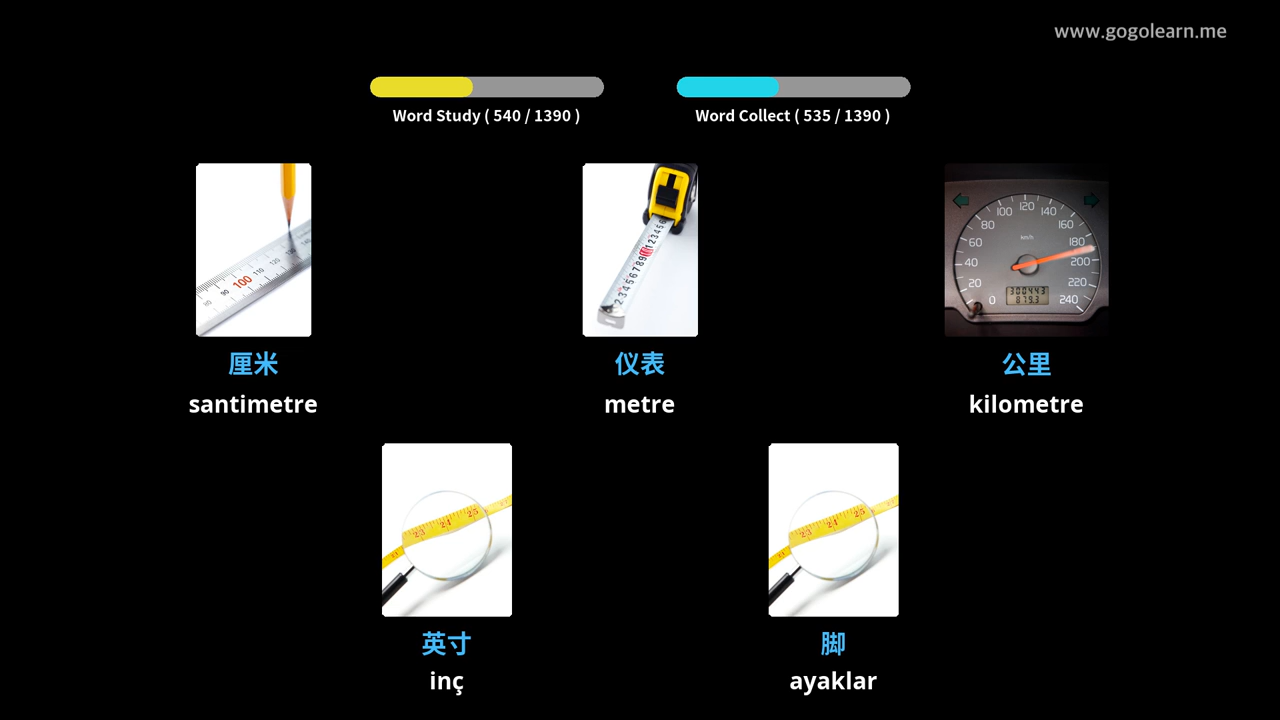 www.gogolearn.me
Word Study ( 540 / 1390 )
Word Collect ( 535 / 1390 )
厘米
santimetre
仪表
metre
公里
kilometre
英寸
inç
脚
ayaklar